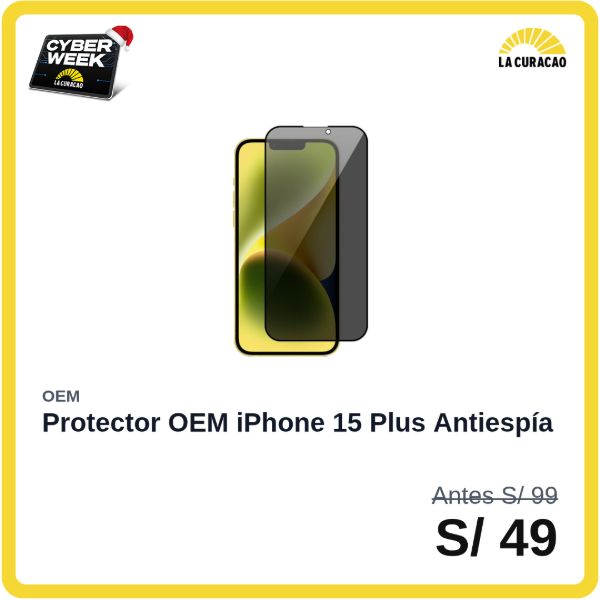 CYBER
WEEK
LA CURACAO
LA CURACAO
OEM
Protector OEM iPhone 15 Plus Antiespía
Antes S/ 99
S/ 49